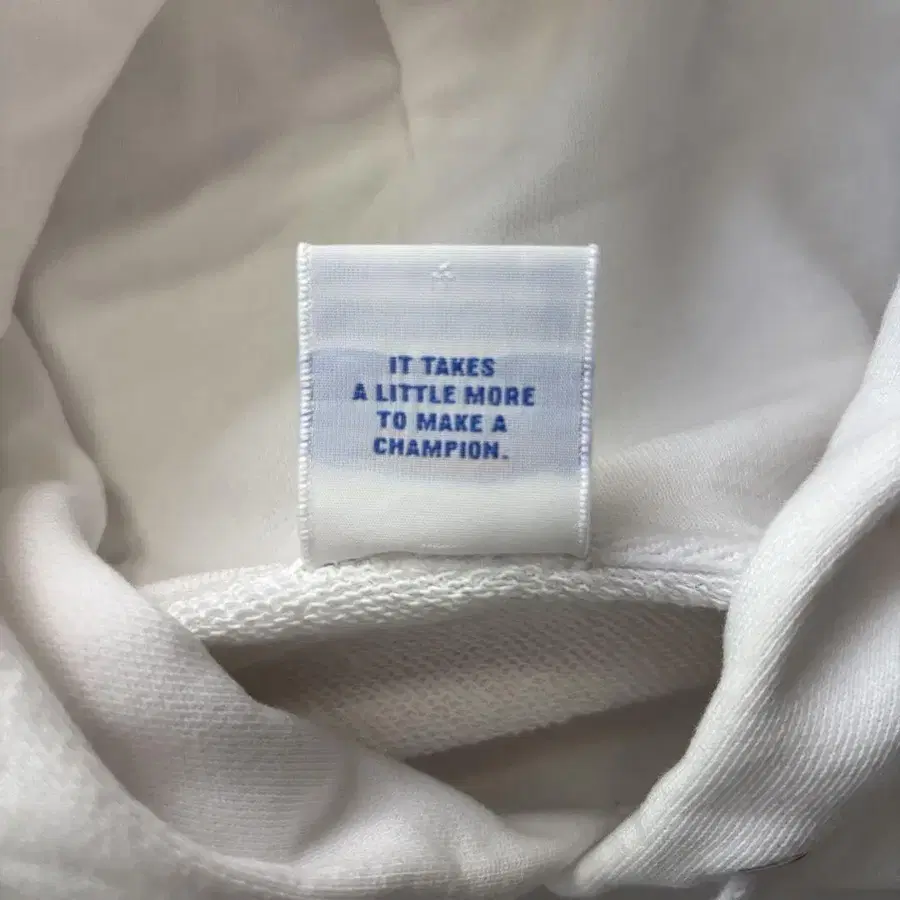 IT TAKES
A LITTLE MORE
TO MAKE A
CHAMPION.